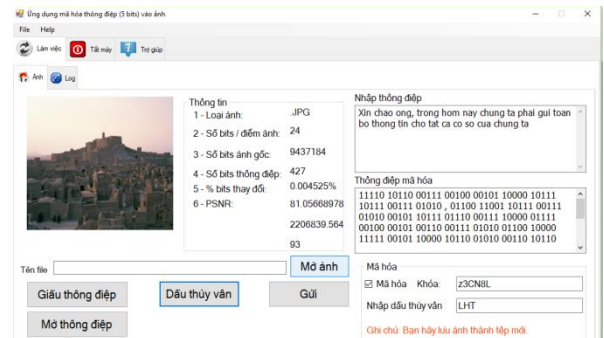 Ứng dụng mã hóa thông điệp (5 bits) vào ảnh
File Help
Làm việc Tắt máy Trợ giúp
Ảnh Log
Thông tin
1 - Loại ảnh: .JPG
2 - Số bits / điểm ảnh: 24
3 - Số bits ảnh gốc: 9437184
4 - Số bits thông điệp: 427
5 - % bits thay đổi: 0.004525%
6 - PSNR: 81.05668978
2206839.564
93
Nhập thông điệp
Xin chao ong, trong hom nay chung ta phai gui toan
bo thong tin cho tat ca co so cua chung ta
Thông điệp mã hóa
11110 10110 00111 00100 00101 10000 10111
10111 00111 01010 , 01100 11001 10111 00111
01010 00101 10111 01110 00111 10000 01111
00100 00101 00110 00111 01010 01100 10000
11111 00101 10000 10110 01010 00110 10110
Tên file
Mở ảnh
Giấu thông điệp
Dấu thủy vân
Gửi
Mở thông điệp
Mã hóa
Mã hóa Khóa: z3CN8L
Nhập dấu thủy vân LHT
Ghi chú: Bạn hãy lưu ảnh thành tệp mới